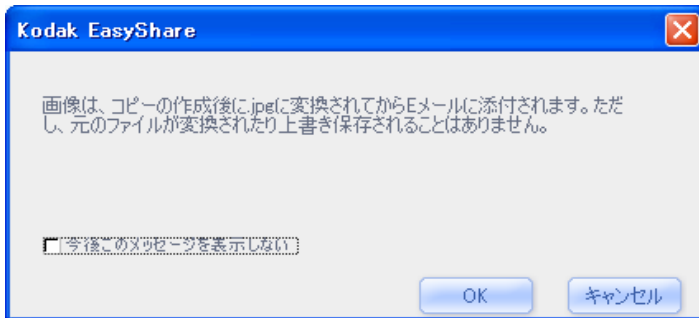 Kodak EasyShare
画像は、コピーの作成後に.jpgに変換されてからEメールに添付されます。ただ
し、元のファイルが変換されたり上書き保存されることはありません。
今後このメッセージを表示しない
OK
キャンセル